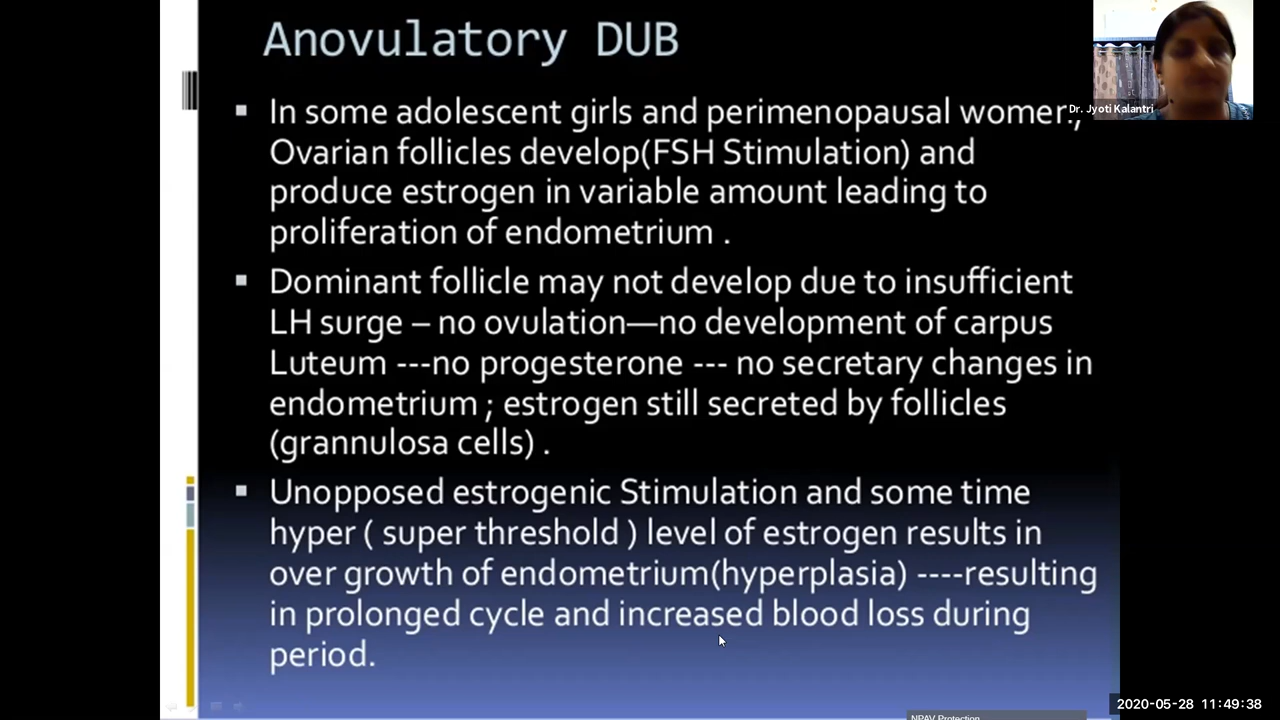 Anovulatory DUB
In some adolescent girls and perimenopausal women,
Dr. Jyoti Kalantri
Ovarian follicles develop(FSH Stimulation) and
produce estrogen in variable amount leading to
proliferation of endometrium .
Dominant follicle may not develop due to insufficient
LH surge – no ovulation—no development of carpus
Luteum ---no progesterone --- no secretary changes in
endometrium ; estrogen still secreted by follicles
(grannulosa cells) .
Unopposed estrogenic Stimulation and some time
hyper ( super threshold ) level of estrogen results in
over growth of endometrium(hyperplasia) ----resulting
in prolonged cycle and increased blood loss during
period.
2020-05-28 11:49:38
NPAV Protection